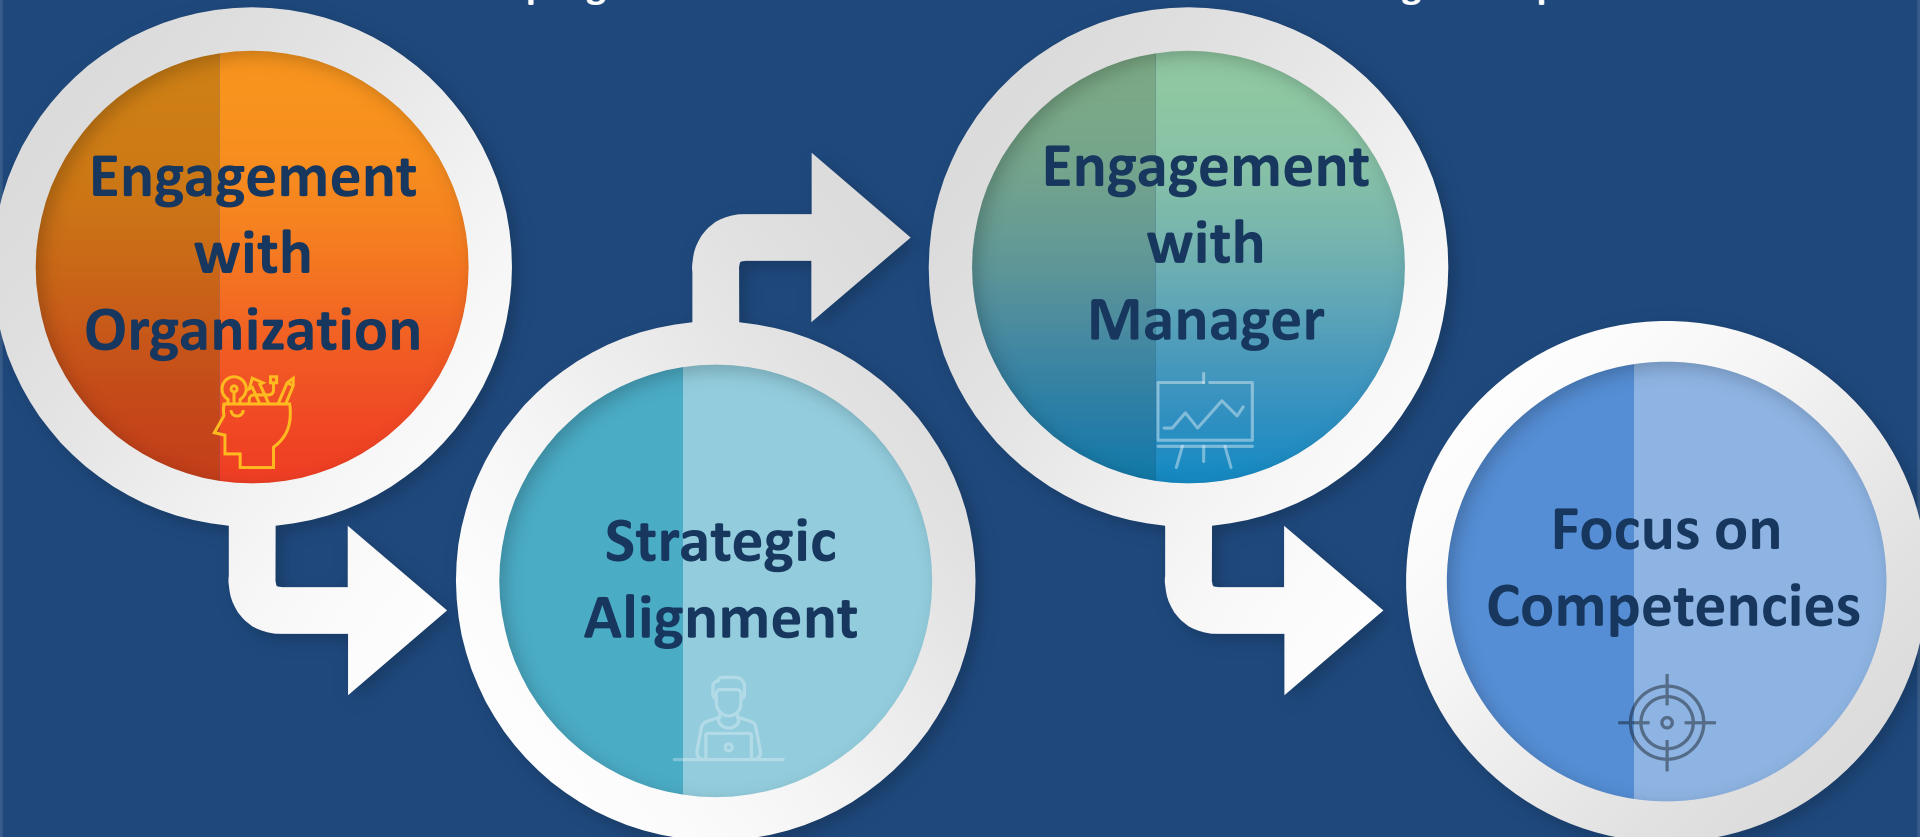 Engagement
with
Organization
Strategic
Alignment
Engagement
with
Manager
Focus on
Competencies